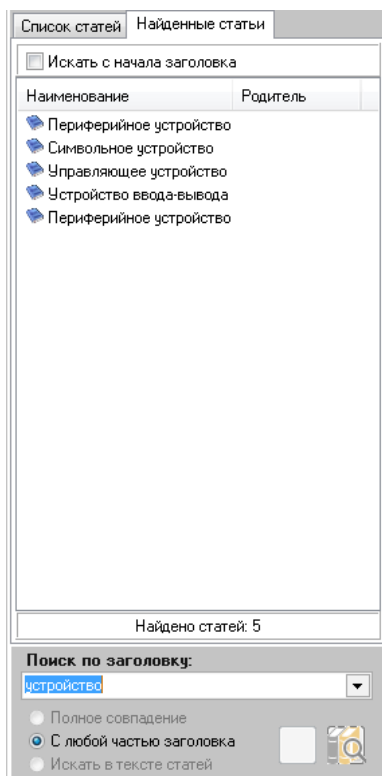 Список статей Найденные статьи
Искать с начала заголовка
Наименование Родитель
Периферийное устройство
Символьное устройство
Управляющее устройство
Устройство ввода-вывода
Периферийное устройство
Найдено статей: 5
Поиск по заголовку:
устройство
Полное совпадение
С любой частью заголовка
Искать в тексте статей